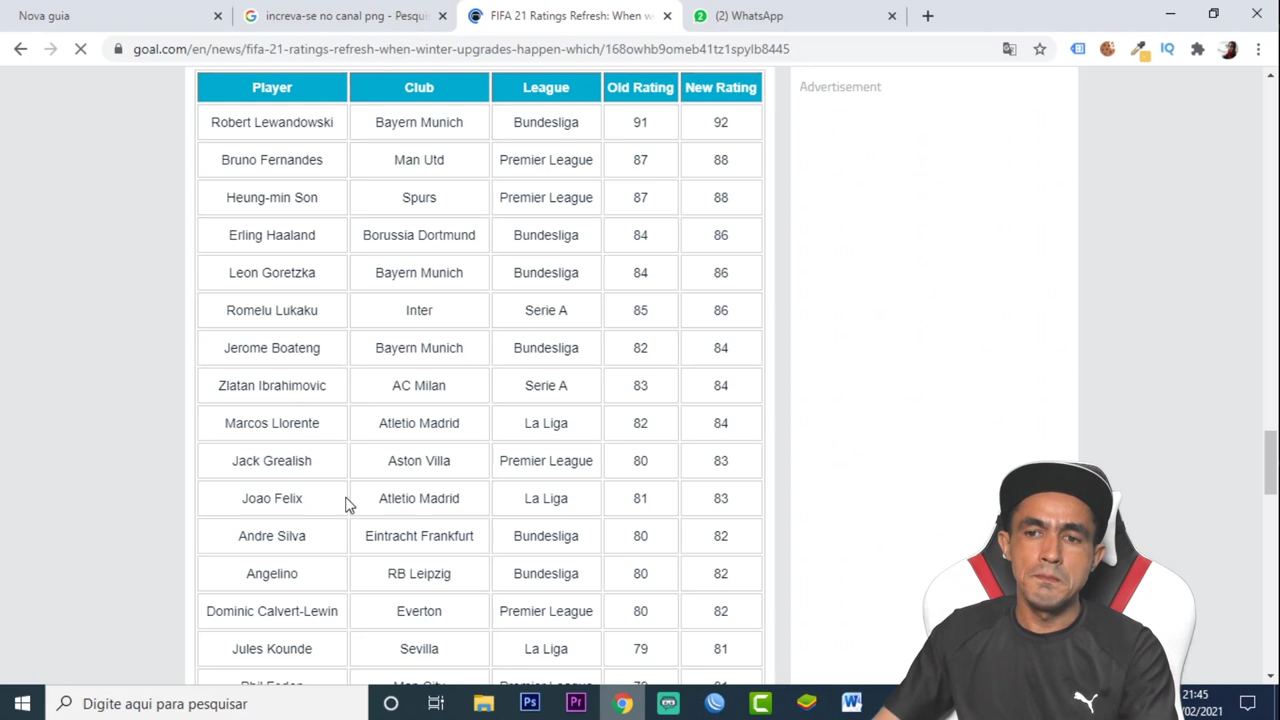 Nova guia
increva-se no canal png - Pesqui
FIFA 21 Ratings Refresh: When wi
(2) WhatsApp
goal.com/en/news/fifa-21-ratings-refresh-when-winter-upgrades-happen-which/168owhb9omeb41tz1spylb8445
IQ
Player Club League Old Rating New Rating
Robert Lewandowski Bayern Munich Bundesliga 91 92
Bruno Fernandes Man Utd Premier League 87 88
Heung-min Son Spurs Premier League 87 88
Erling Haaland Borussia Dortmund Bundesliga 84 86
Leon Goretzka Bayern Munich Bundesliga 84 86
Romelu Lukaku Inter Serie A 85 86
Jerome Boateng Bayern Munich Bundesliga 82 84
Zlatan Ibrahimovic AC Milan Serie A 83 84
Marcos Llorente Atletio Madrid La Liga 82 84
Jack Grealish Aston Villa Premier League 80 83
Joao Felix Atletio Madrid La Liga 81 83
Andre Silva Eintracht Frankfurt Bundesliga 80 82
Angelino RB Leipzig Bundesliga 80 82
Dominic Calvert-Lewin Everton Premier League 80 82
Jules Kounde Sevilla La Liga 79 81
Advertisement
Digite aqui para pesquisar
Ps
Pr
W
21:45
/02/2021